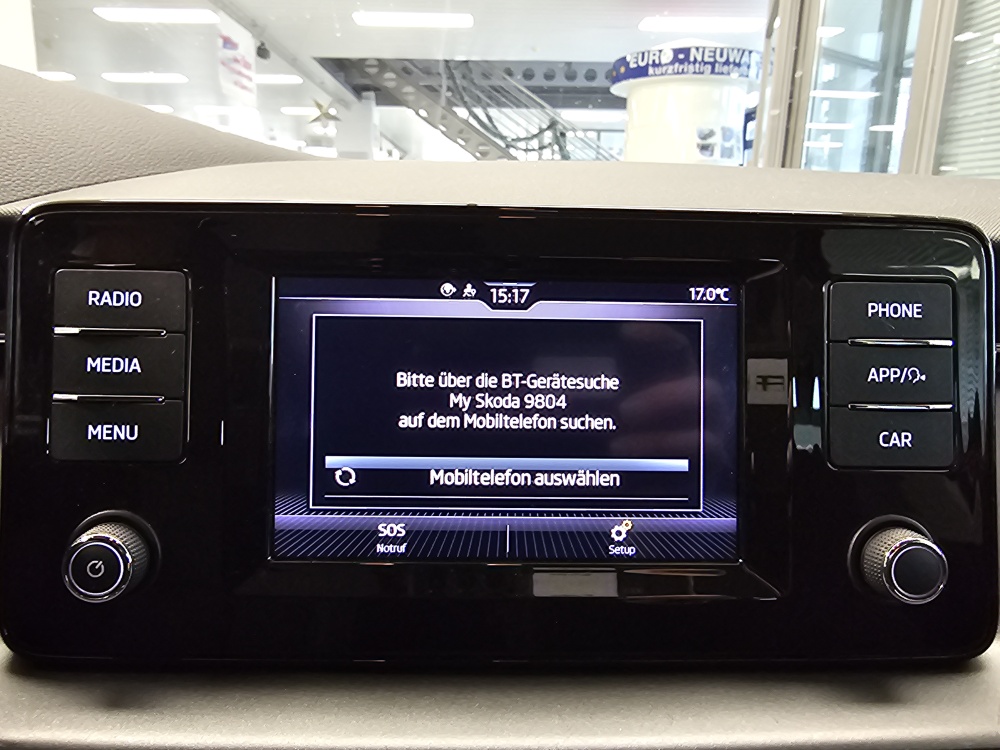 EURO - NEUWA
kurzfristig liefe
RADIO
MEDIA
MENU
15:17
17.0°C
Bitte über die BT-Gerätesuche
My Skoda 9804
auf dem Mobiltelefon suchen.
Mobiltelefon auswählen
SOS
Notruf
Setup
PHONE
APP/
CAR